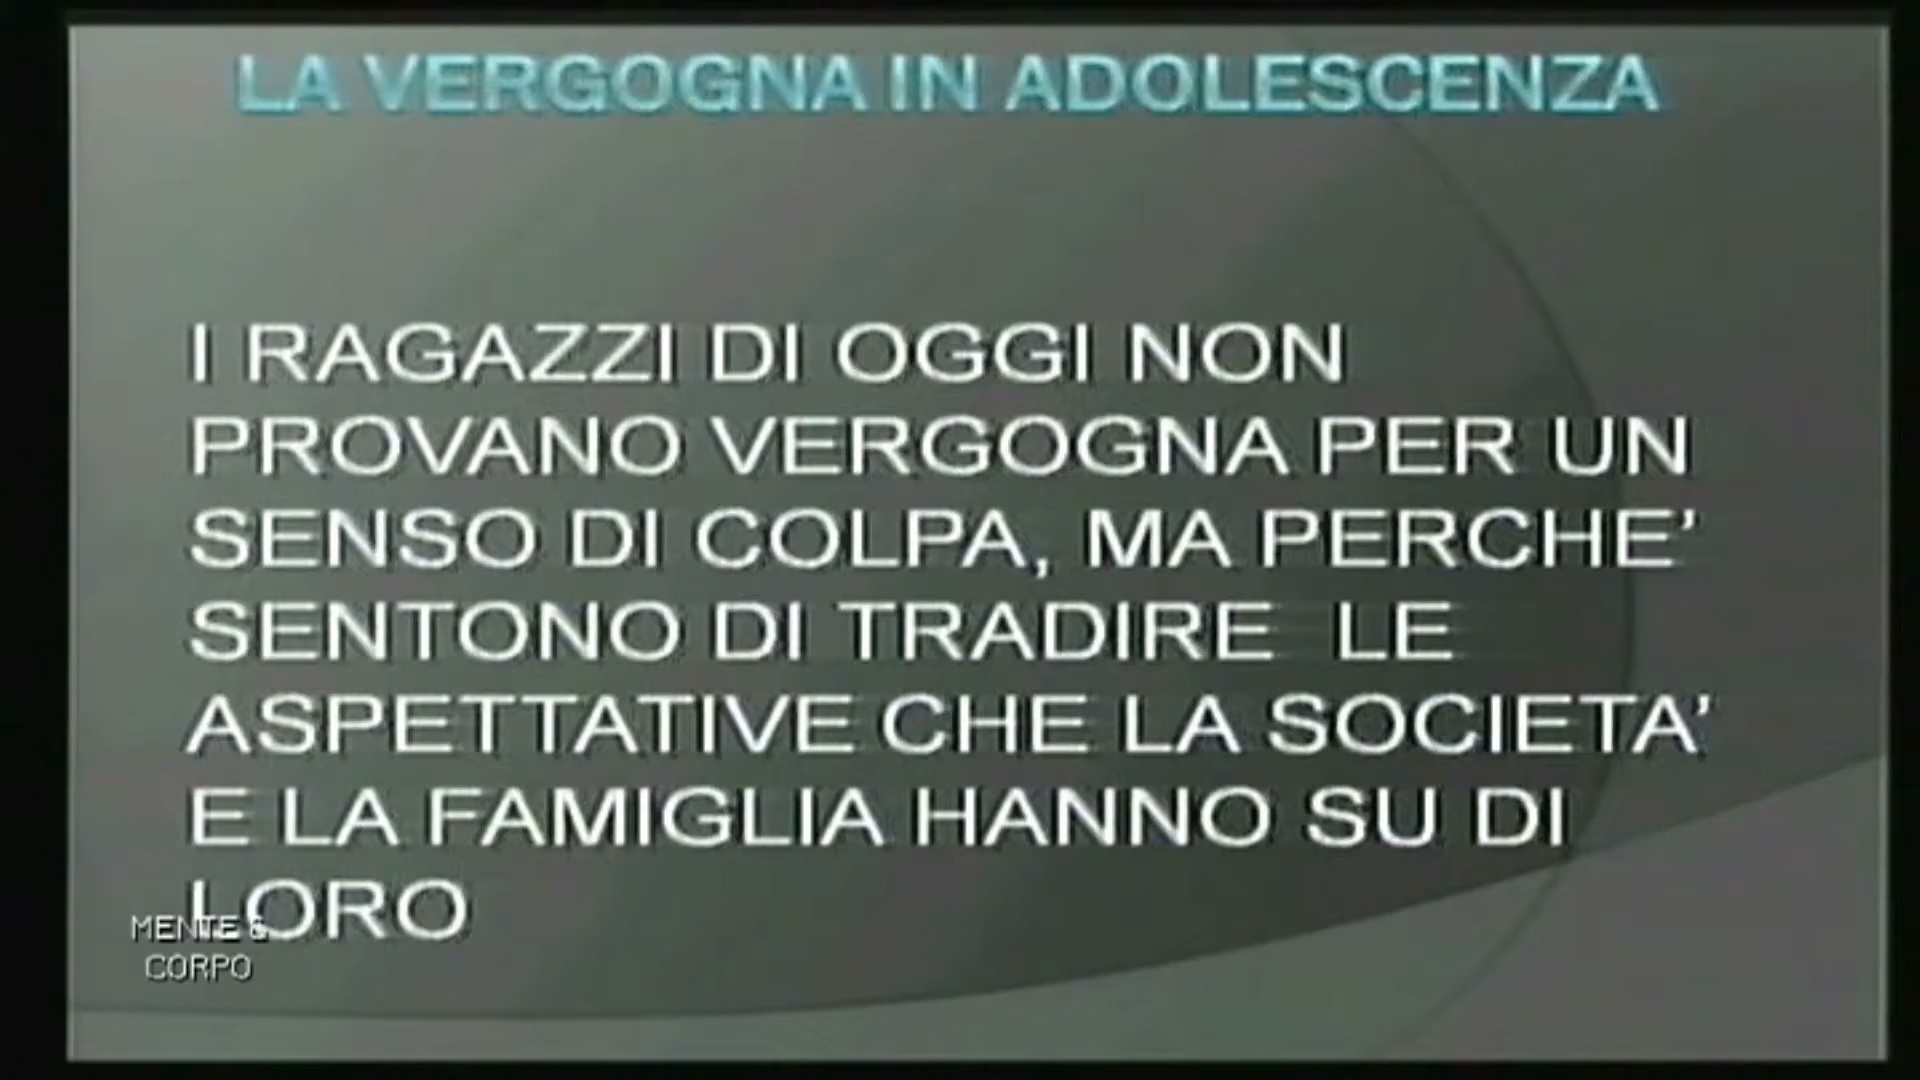 LA VERGOGNA IN ADOLESCENZA
I RAGAZZI DI OGGI NON
PROVANO VERGOGNA PER UN
SENSO DI COLPA, MA PERCHE’
SENTONO DI TRADIRE LE
ASPETTATIVE CHE LA SOCIETA’
E LA FAMIGLIA HANNO SU DI
LORO
MENTE &
CORPO